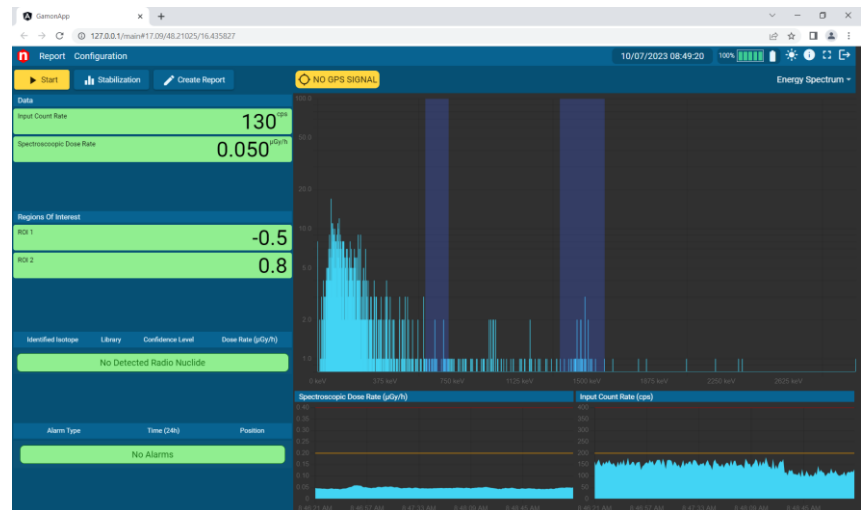 GamonApp
127.0.0.1/main#17.09/48.21025/16.435827
n Report Configuration
10/07/2023 08:49:20 100%
Start Stabilization Create Report
NO GPS SIGNAL
Energy Spectrum
Data
Input Count Rate 130 cps
Spectroscoopic Dose Rate 0.050 µGy/h
Regions Of Interest
ROI 1 -0.5
ROI 2 0.8
Identified Isotope Library Confidence Level Dose Rate (µGy/h)
No Detected Radio Nuclide
Alarm Type Time (24h) Position
No Alarms
100.0
50.0
20.0
10.0
5.0
2.0
1.0
0 keV 375 keV 750 keV 1125 keV 1500 keV 1875 keV 2250 keV 2625 keV
Spectroscopic Dose Rate (µGy/h)
0.40
0.35
0.30
0.25
0.20
0.15
0.10
0.05
0
Input Count Rate (cps)
400
350
300
250
200
150
100
50
0